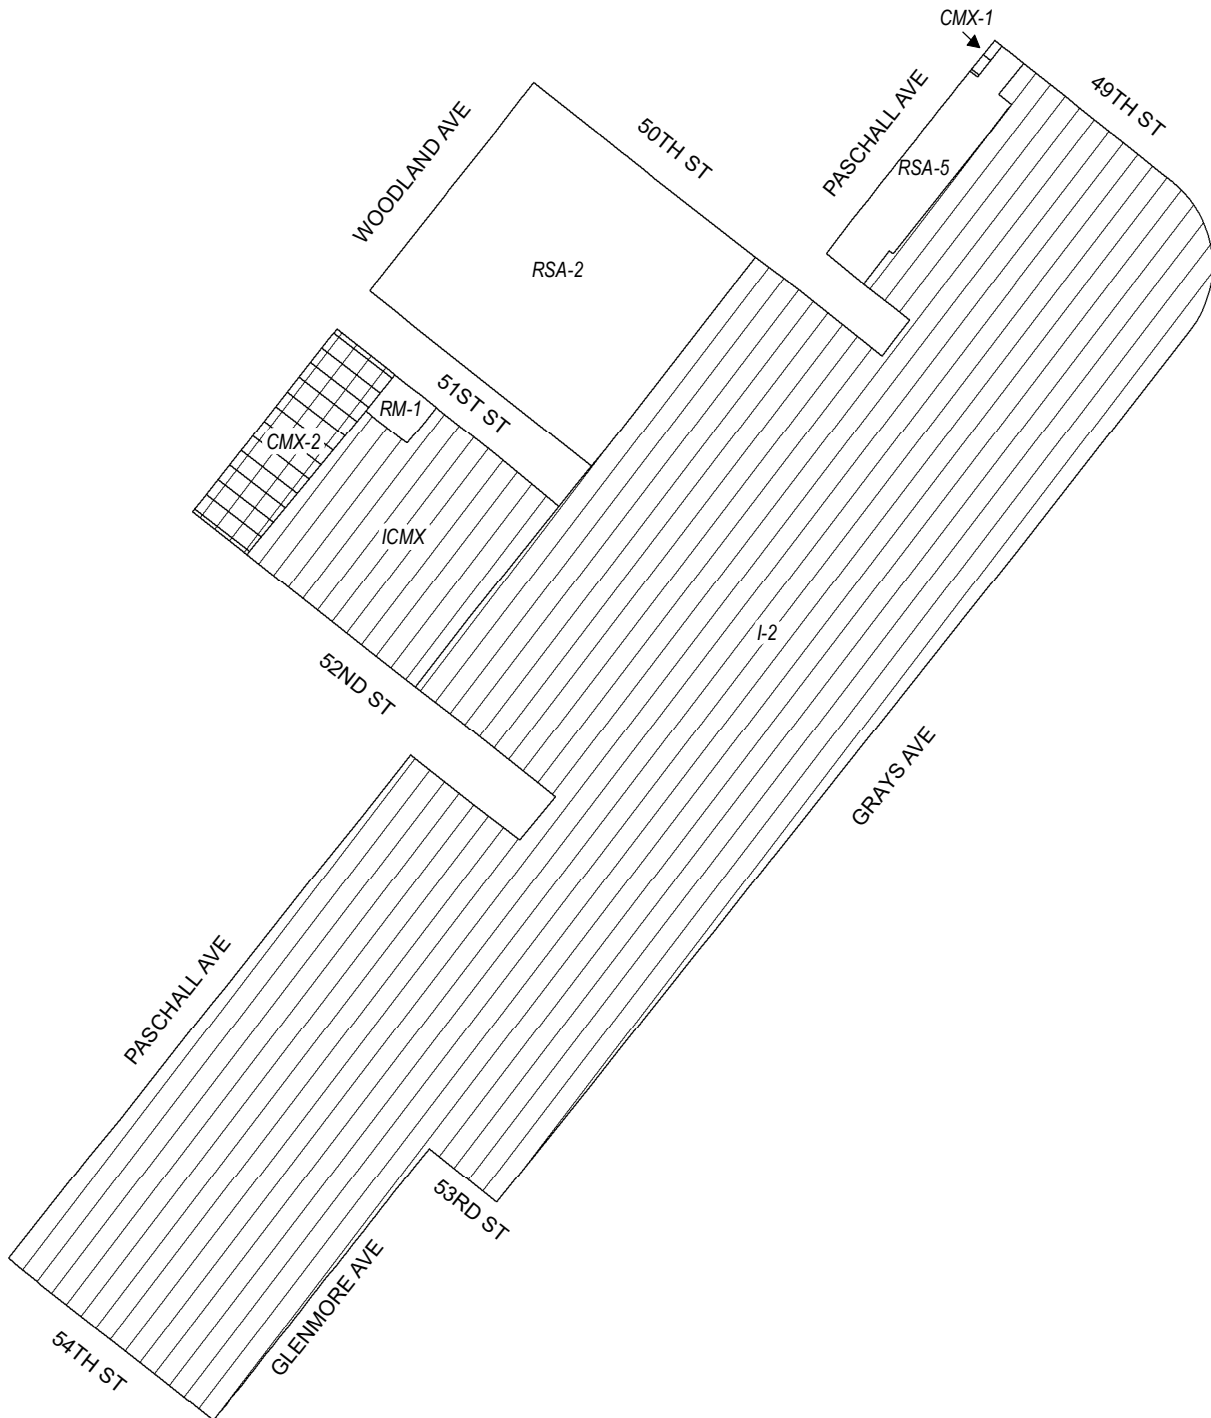 CMX-1
49TH ST
PASCHALL AVE
50TH ST
WOODLAND AVE
RSA-5
RSA-2
51ST ST
RM-1
CMX-2
ICMX
I-2
52ND ST
GRAYS AVE
PASCHALL AVE
53RD ST
GLENMORE AVE
54TH ST